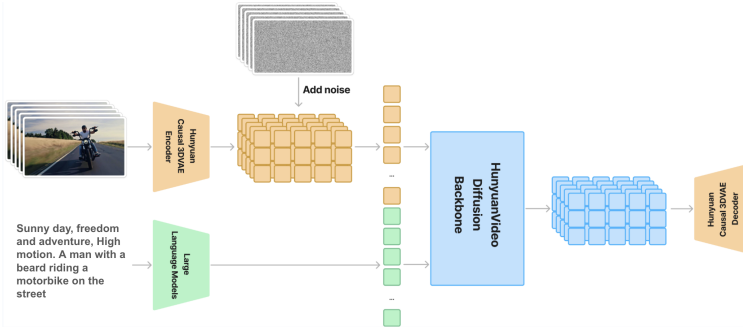 Add noise
Hunyuan
Causal 3DVAE
Encoder
...
HunyuanVideo
Diffusion
Backbone
Hunyuan
Causal 3DVAE
Decoder
Sunny day, freedom
and adventure, High
motion. A man with a
beard riding a
motorbike on the
street
Large
Language Models
...